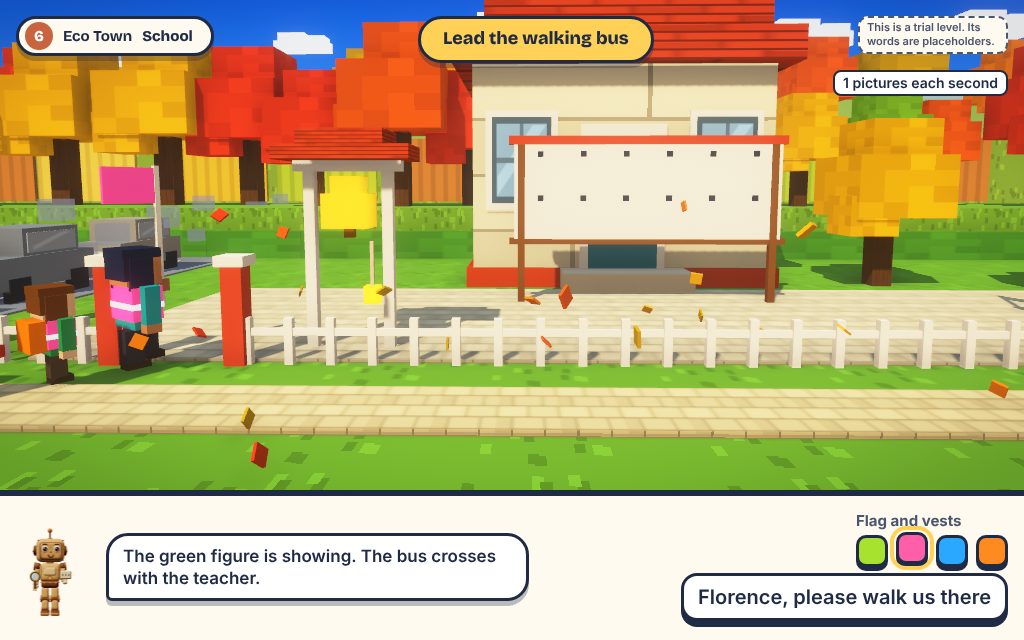 6 Eco Town School
Lead the walking bus
This is a trial level. Its
words are placeholders.
1 pictures each second
The green figure is showing. The bus crosses
with the teacher.
Flag and vests
Florence, please walk us there